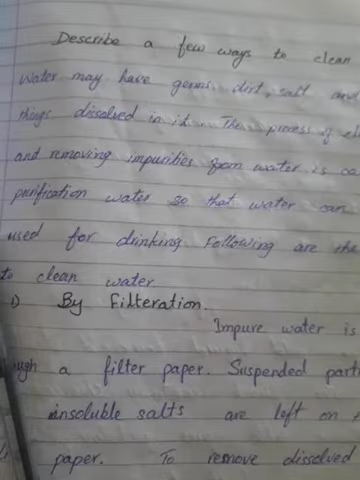 Describe a few ways to clean
Water may have germs, dirt, salt and
things dissolved in it. The process of
and removing impurities from water is
purification water so that water can
used for drinking. Following are the
to clean water
1) By Filteration.
Impure water is
a filter paper. Suspended
insoluble salts are left on
paper. To remove dissolved